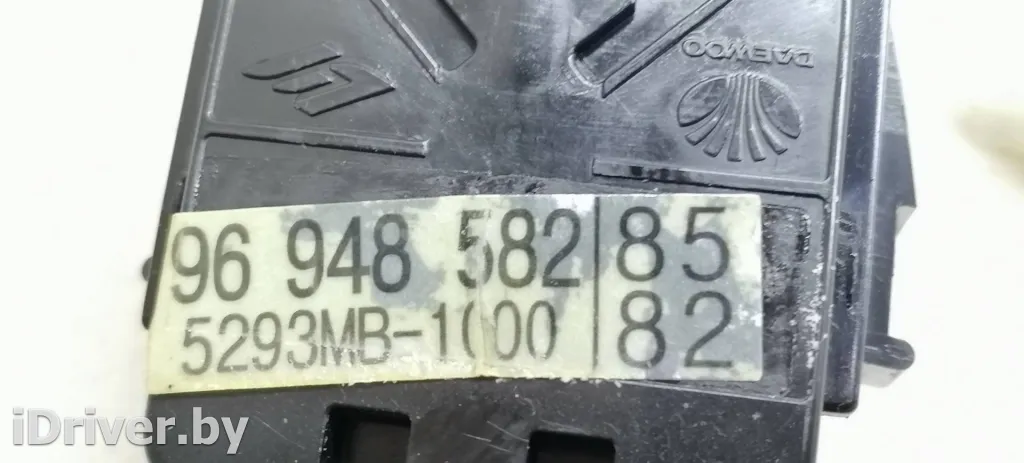 DAEWOO
96 948 582 85
5293MB-1000 82
iDriver.by